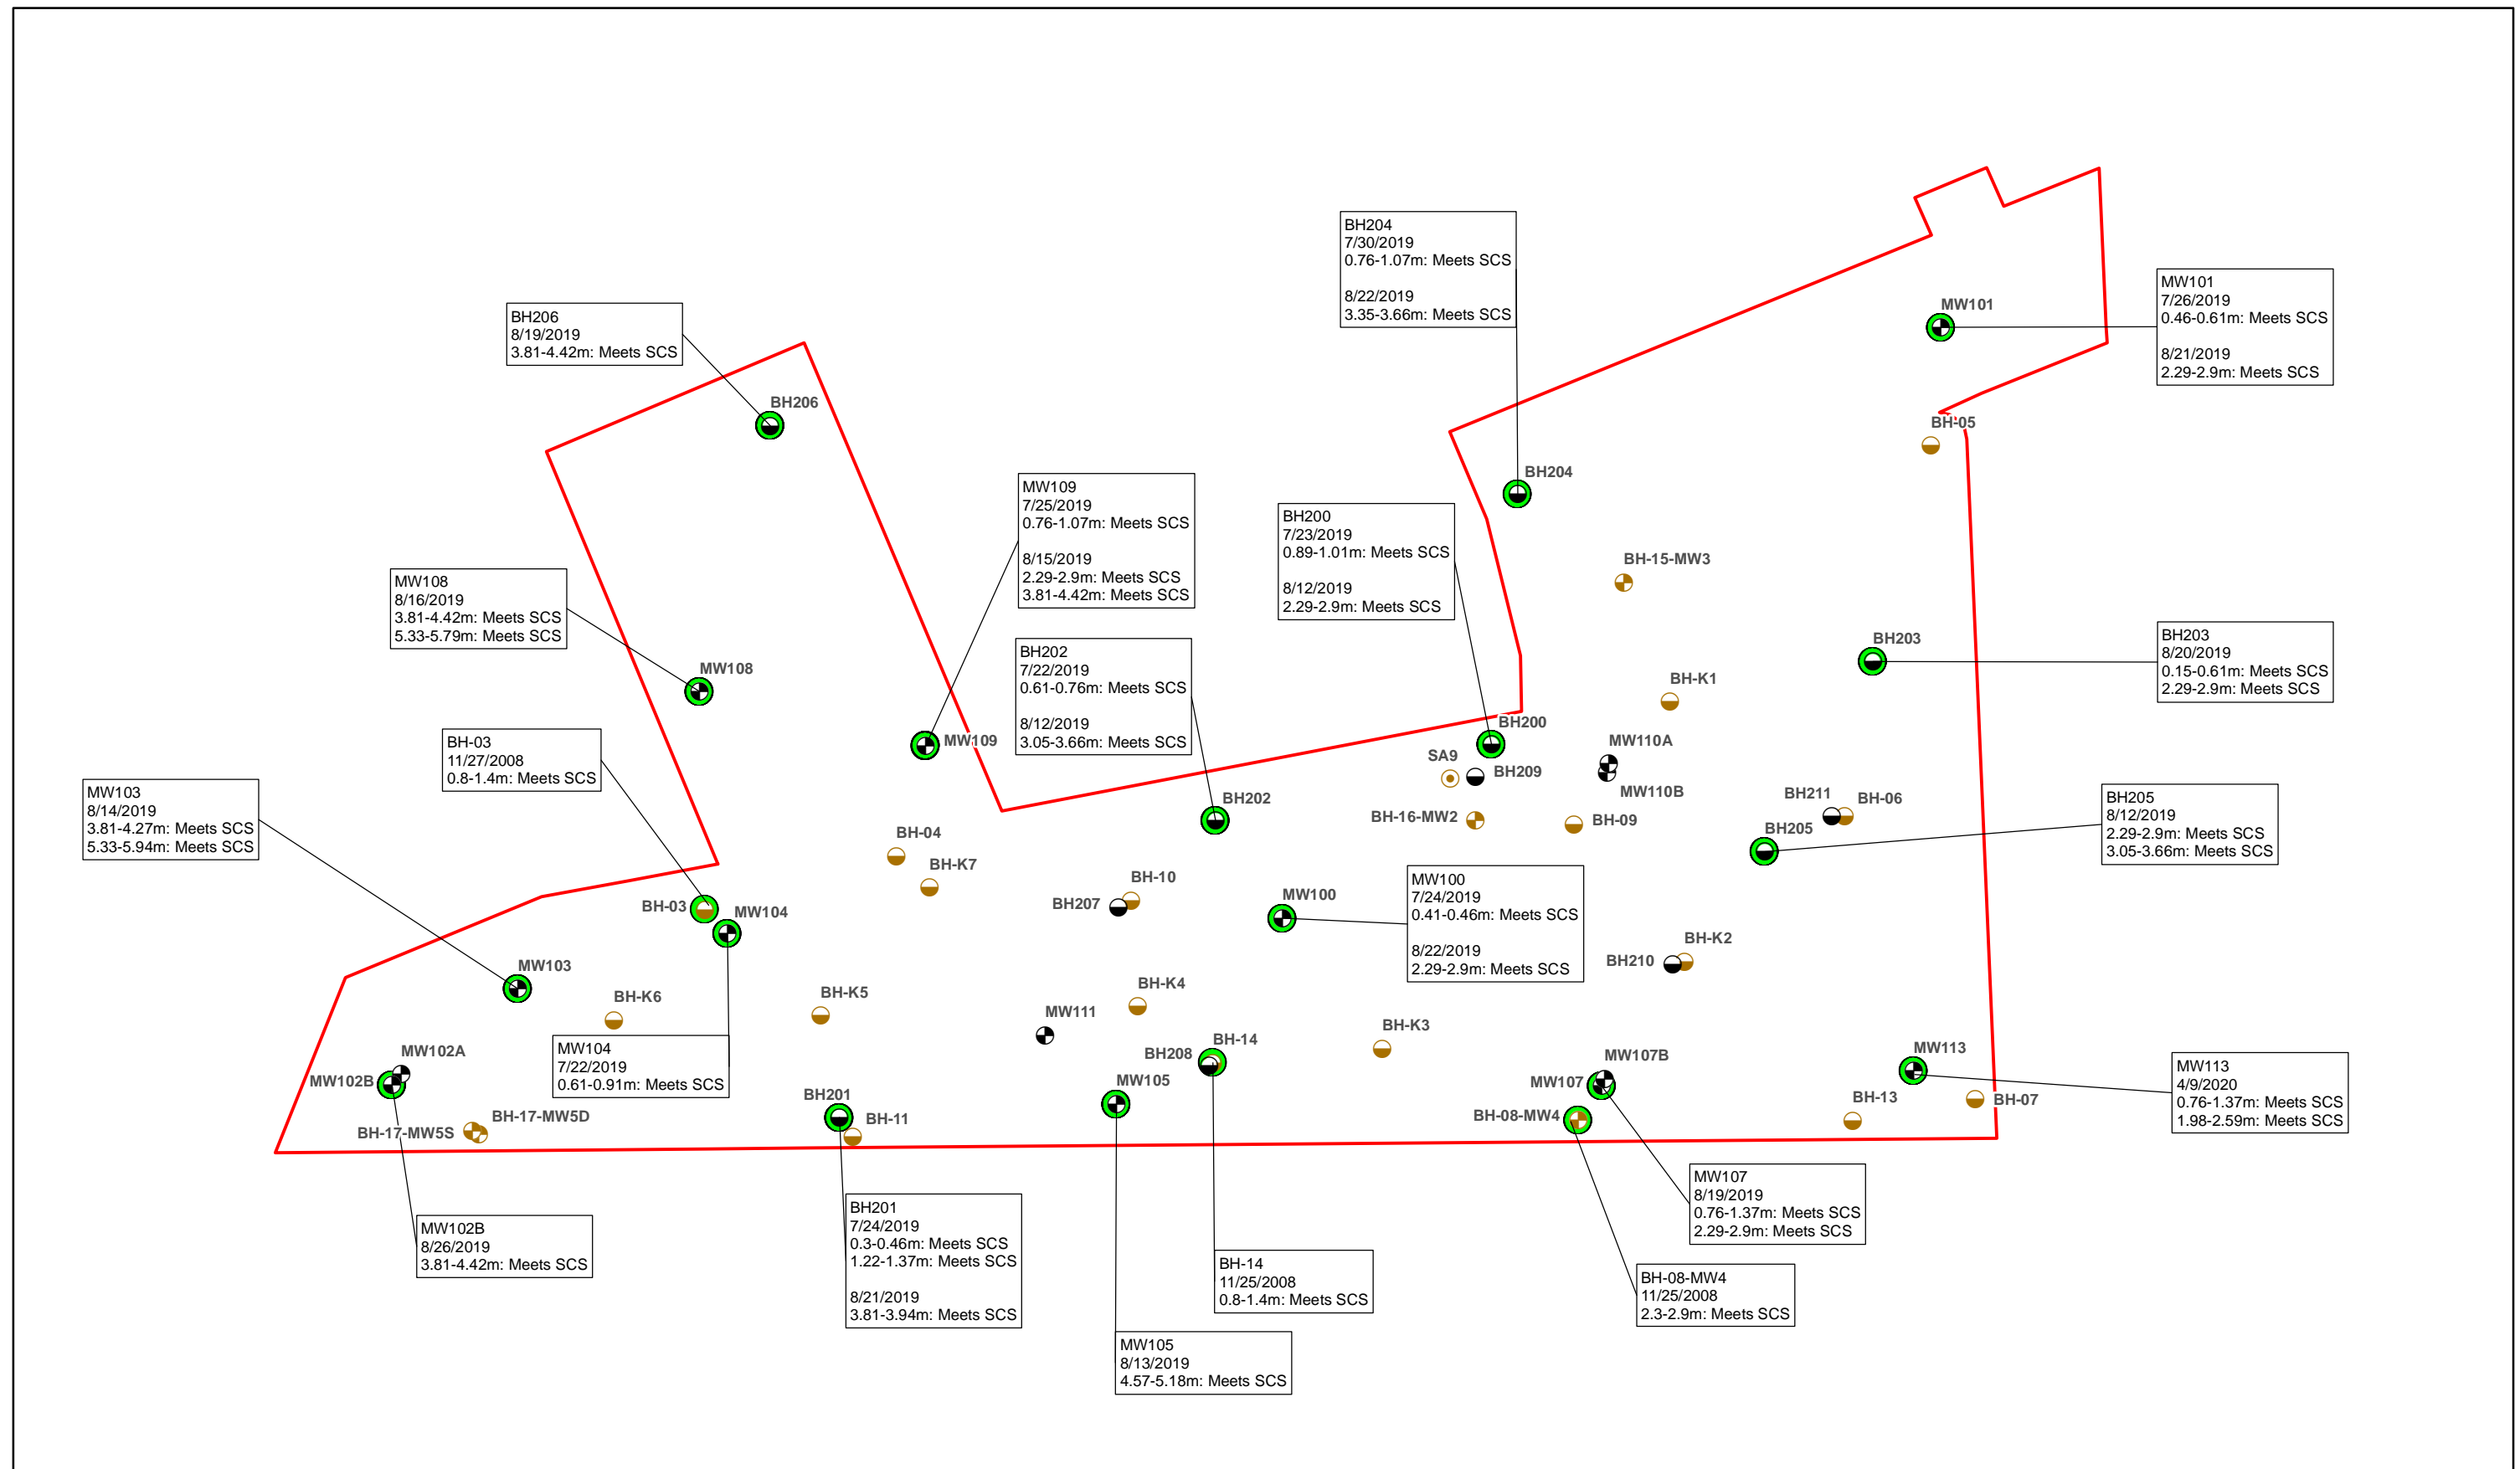 BH204
7/30/2019
0.76-1.07m: Meets SCS
8/22/2019
3.35-3.66m: Meets SCS
MW101
7/26/2019
0.46-0.61m: Meets SCS
8/21/2019
2.29-2.9m: Meets SCS
MW101
BH206
8/19/2019
3.81-4.42m: Meets SCS
BH206
BH-05
BH204
MW109
7/25/2019
0.76-1.07m: Meets SCS
8/15/2019
2.29-2.9m: Meets SCS
3.81-4.42m: Meets SCS
BH200
7/23/2019
0.89-1.01m: Meets SCS
8/12/2019
2.29-2.9m: Meets SCS
BH-15-MW3
MW108
8/16/2019
3.81-4.42m: Meets SCS
5.33-5.79m: Meets SCS
MW108
BH202
7/22/2019
0.61-0.76m: Meets SCS
8/12/2019
3.05-3.66m: Meets SCS
BH203
BH203
8/20/2019
0.15-0.61m: Meets SCS
2.29-2.9m: Meets SCS
BH-K1
BH-03
11/27/2008
0.8-1.4m: Meets SCS
MW109
BH200
MW110A
SA9
BH209
MW110B
MW103
8/14/2019
3.81-4.27m: Meets SCS
5.33-5.94m: Meets SCS
BH202
BH-16-MW2
BH-09
BH211
BH-06
BH205
BH205
8/12/2019
2.29-2.9m: Meets SCS
3.05-3.66m: Meets SCS
BH-04
BH-K7
BH-10
BH207
MW100
MW100
7/24/2019
0.41-0.46m: Meets SCS
8/22/2019
2.29-2.9m: Meets SCS
BH-03
MW104
BH-K2
BH210
MW103
BH-K6
BH-K5
BH-K4
MW111
BH-K3
BH-14
BH208
MW104
7/22/2019
0.61-0.91m: Meets SCS
MW102A
MW102B
MW105
MW107B
MW107
MW113
MW113
4/9/2020
0.76-1.37m: Meets SCS
1.98-2.59m: Meets SCS
BH-17-MW5D
BH-17-MW5S
BH201
BH-11
BH-08-MW4
BH-13
BH-07
MW107
8/19/2019
0.76-1.37m: Meets SCS
2.29-2.9m: Meets SCS
MW102B
8/26/2019
3.81-4.42m: Meets SCS
BH201
7/24/2019
0.3-0.46m: Meets SCS
1.22-1.37m: Meets SCS
8/21/2019
3.81-3.94m: Meets SCS
BH-14
11/25/2008
0.8-1.4m: Meets SCS
BH-08-MW4
11/25/2008
2.3-2.9m: Meets SCS
MW105
8/13/2019
4.57-5.18m: Meets SCS